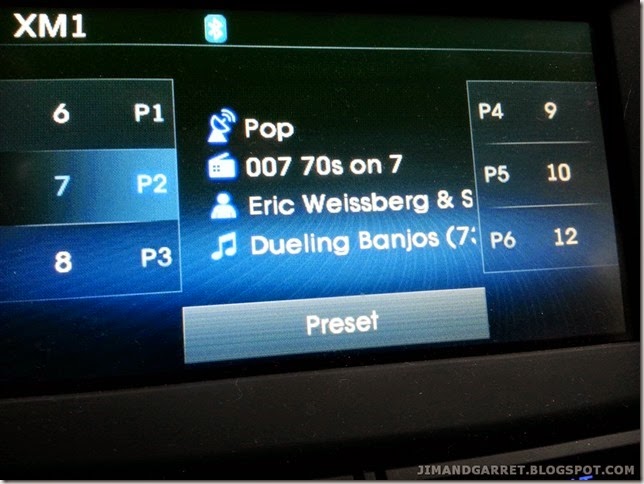 XM1
6 P1
7 P2
8 P3
Pop
007 70s on 7
Eric Weissberg & S
Dueling Banjos (73
P4 9
P5 10
P6 12
Preset
JIMANDGARRET.BLOGSPOT.COM